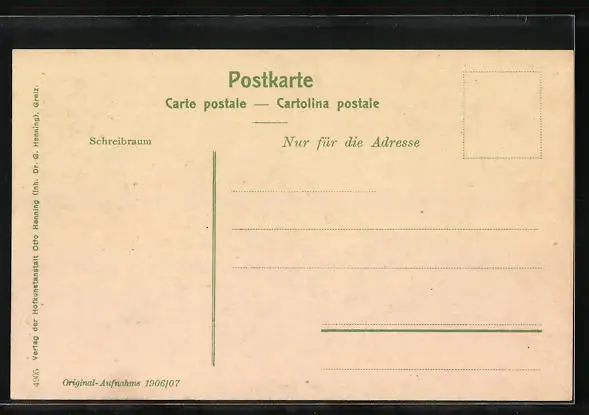 Postkarte
Carte postale — Cartolina postale
Schreibraum
Nur für die Adresse
4905 Verlag der Hofkunstanstalt Otto Henning (Inh. Dr. G. Henning), Greiz.
Original-Aufnahme 1906/07